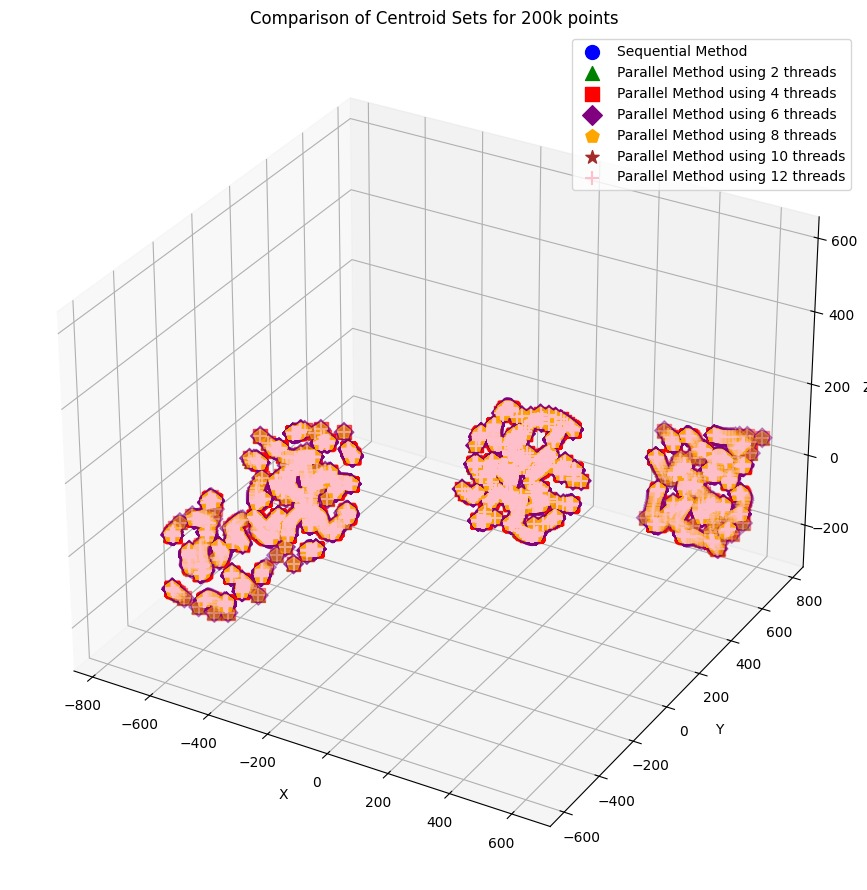 Comparison of Centroid Sets for 200k points
Sequential Method
Parallel Method using 2 threads
Parallel Method using 4 threads
Parallel Method using 6 threads
Parallel Method using 8 threads
Parallel Method using 10 threads
Parallel Method using 12 threads
600
400
200
0
−200
800
600
400
200
0
−200
−400
−600
Y
−800
−600
−400
−200
0
200
400
600
X